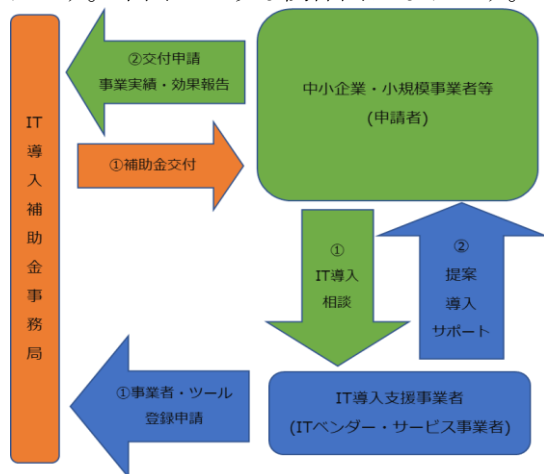 ②交付申請
事業実績・効果報告
中小企業・小規模事業者等
(申請者)
IT
導
入
補
助
金
事
務
局
①補助金交付
①
IT導入
相談
②
提案
導入
サポート
①事業者・ツール
登録申請
IT導入支援事業者
(ITベンダー・サービス事業者)